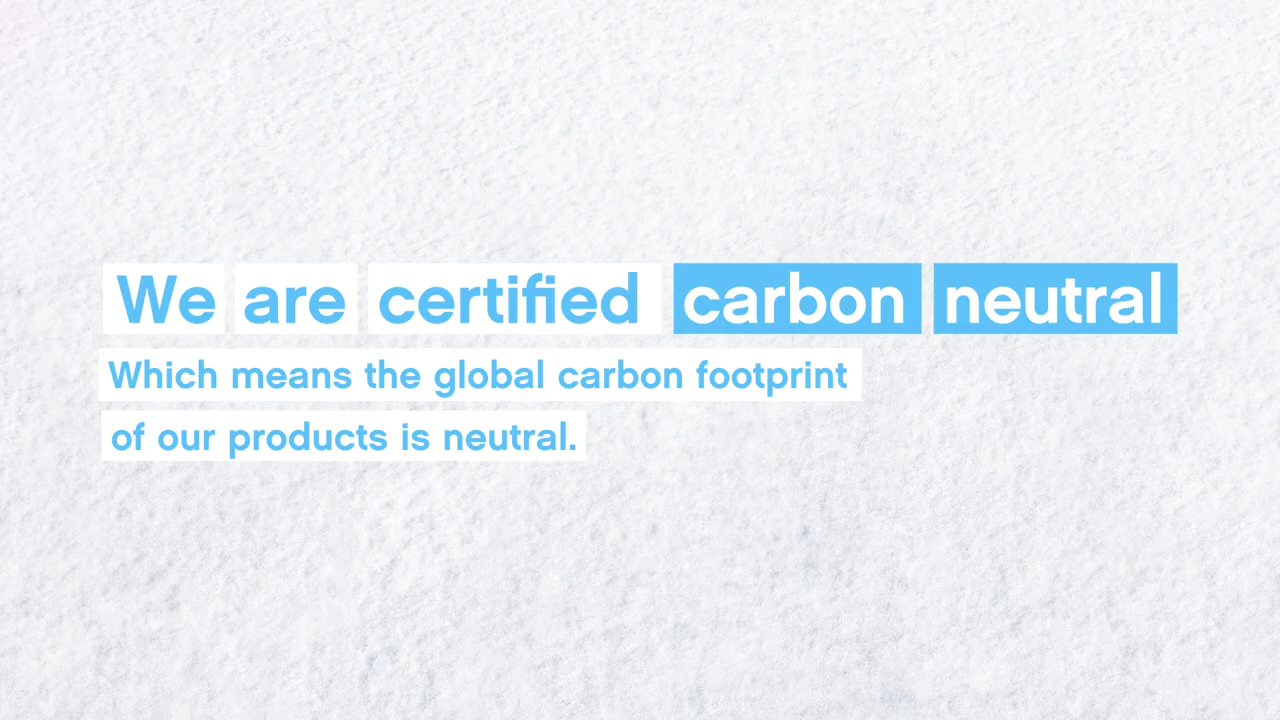 We are certified carbon neutral
Which means the global carbon footprint
of our products is neutral.